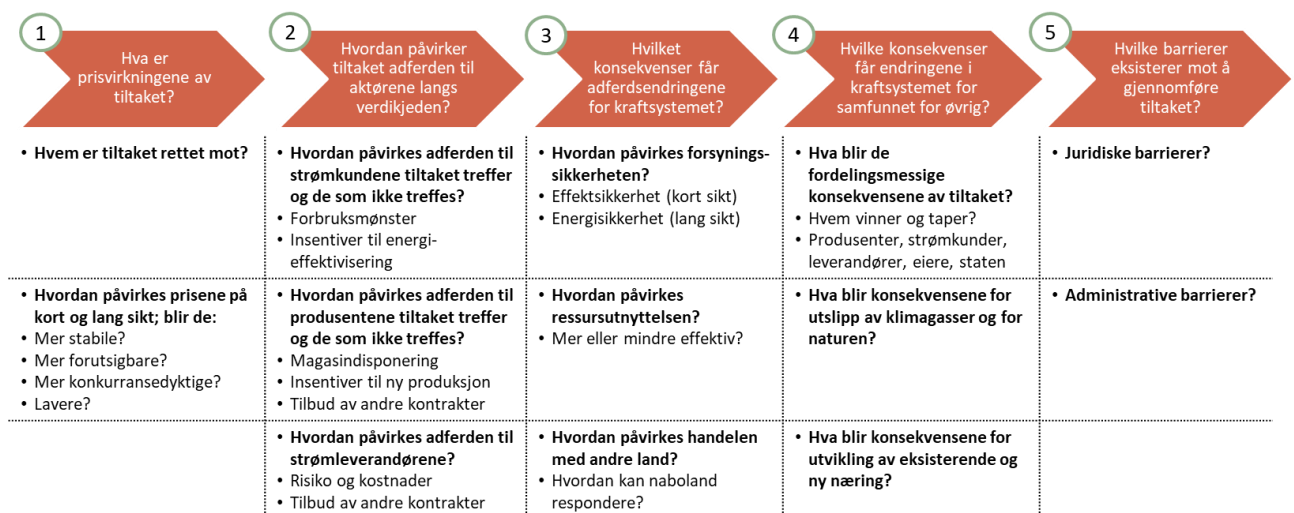 1
Hva er
prisvirkningene av
tiltaket?
2
Hvordan påvirker
tiltaket adferden til
aktørene langs
verdikjeden?
3
Hvilket
konsekvenser får
adferdsendringene
for kraftsystemet?
4
Hvilke konsekvenser
får endringene i
kraftsystemet for
samfunnet for øvrig?
5
Hvilke barrierer
eksisterer mot å
gjennomføre
tiltaket?
• Hvem er tiltaket rettet mot?
• Hvordan påvirkes adferden til
strømkundene tiltaket treffer
og de som ikke treffes?
• Forbruksmønster
• Insentiver til energi-
effektivisering
• Hvordan påvirkes forsynings-
sikkerheten?
• Effektsikkerhet (kort sikt)
• Energisikkerhet (lang sikt)
• Hva blir de
fordelingsmessige
konsekvensene av tiltaket?
• Hvem vinner og taper?
• Produsenter, strømkunder,
leverandører, eiere, staten
• Juridiske barrierer?
• Hvordan påvirkes prisene på
kort og lang sikt; blir de:
• Mer stabile?
• Mer forutsigbare?
• Mer konkurransedyktige?
• Lavere?
• Hvordan påvirkes adferden til
produsentene tiltaket treffer
og de som ikke treffes?
• Magasindisponering
• Insentiver til ny produksjon
• Tilbud av andre kontrakter
• Hvordan påvirkes
ressursutnyttelsen?
• Mer eller mindre effektiv?
• Hva blir konsekvensene for
utslipp av klimagasser og for
naturen?
• Administrative barrierer?
• Hvordan påvirkes adferden til
strømleverandørene?
• Risiko og kostnader
• Tilbud av andre kontrakter
• Hvordan påvirkes handelen
med andre land?
• Hvordan kan naboland
respondere?
• Hva blir konsekvensene for
utvikling av eksisterende og
ny næring?